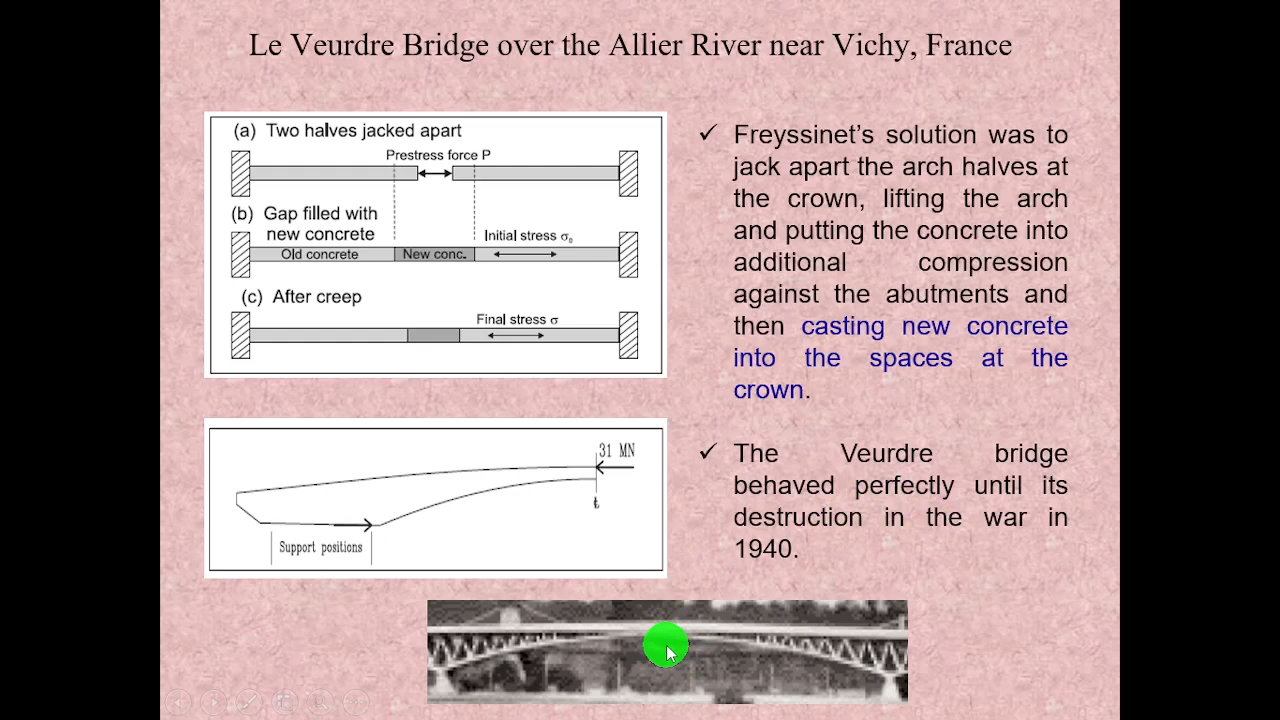 Le Veurdre Bridge over the Allier River near Vichy, France
(a) Two halves jacked apart
Prestress force P
(b) Gap filled with
new concrete
Initial stress σ₀
Old concrete
New conc.
(c) After creep
Final stress σ
31 MN
Support positions
✓ Freyssinet's solution was to
jack apart the arch halves at
the crown, lifting the arch
and putting the concrete into
additional compression
against the abutments and
then casting new concrete
into the spaces at the
crown.
✓ The Veurdre bridge
behaved perfectly until its
destruction in the war in
1940.